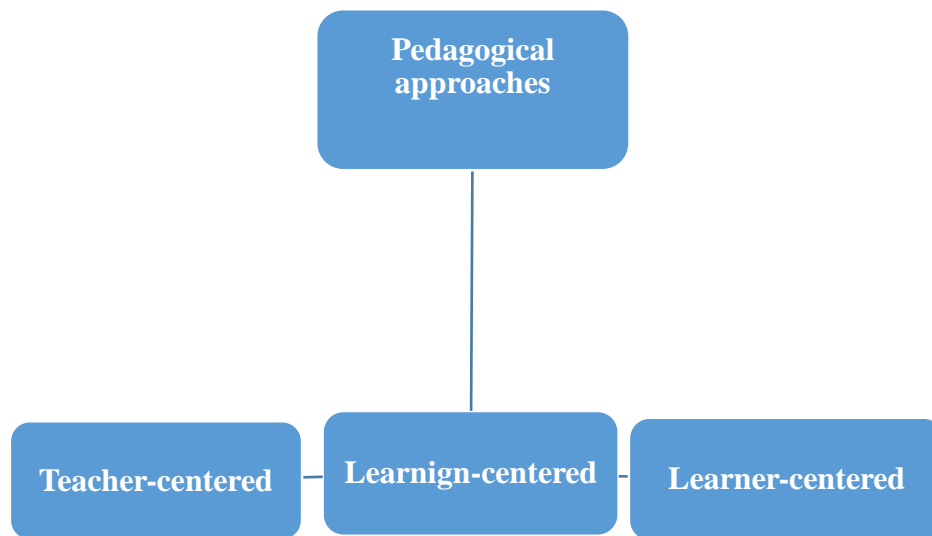 Pedagogical
approaches
Teacher-centered
Learnign-centered
Learner-centered